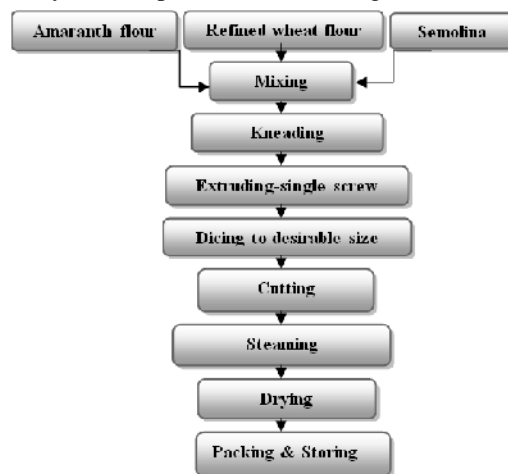 Amaranth flour
Refined wheat flour
Semolina
Mixing
Kneading
Extruding-single screw
Dicing to desirable size
Cutting
Steaming
Drying
Packing & Storing